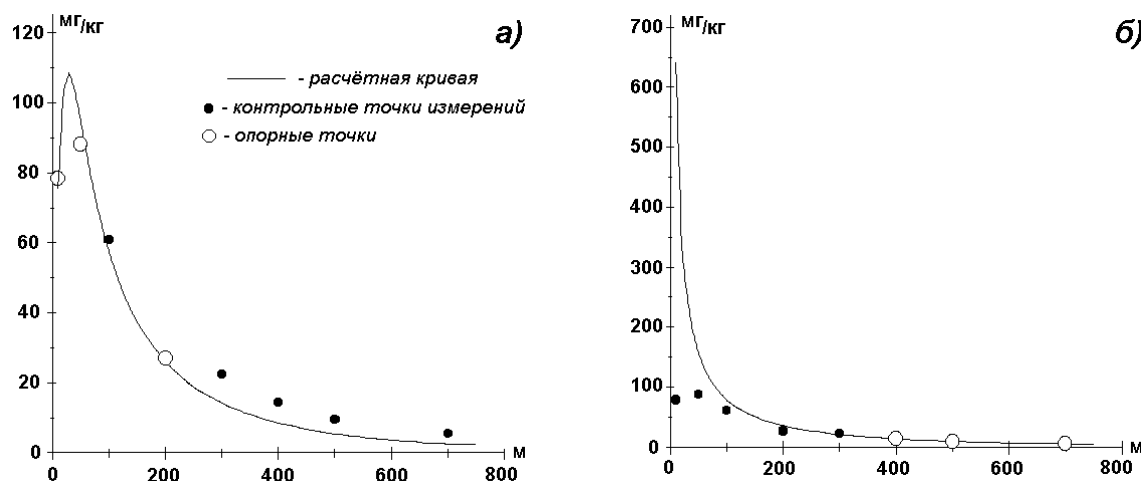 мг/кг
а)
120
100
80
60
40
20
0
0
200
400
600
800
м
- расчётная кривая
- контрольные точки измерений
- опорные точки
мг/кг
б)
700
600
500
400
300
200
100
0
0
200
400
600
800
м